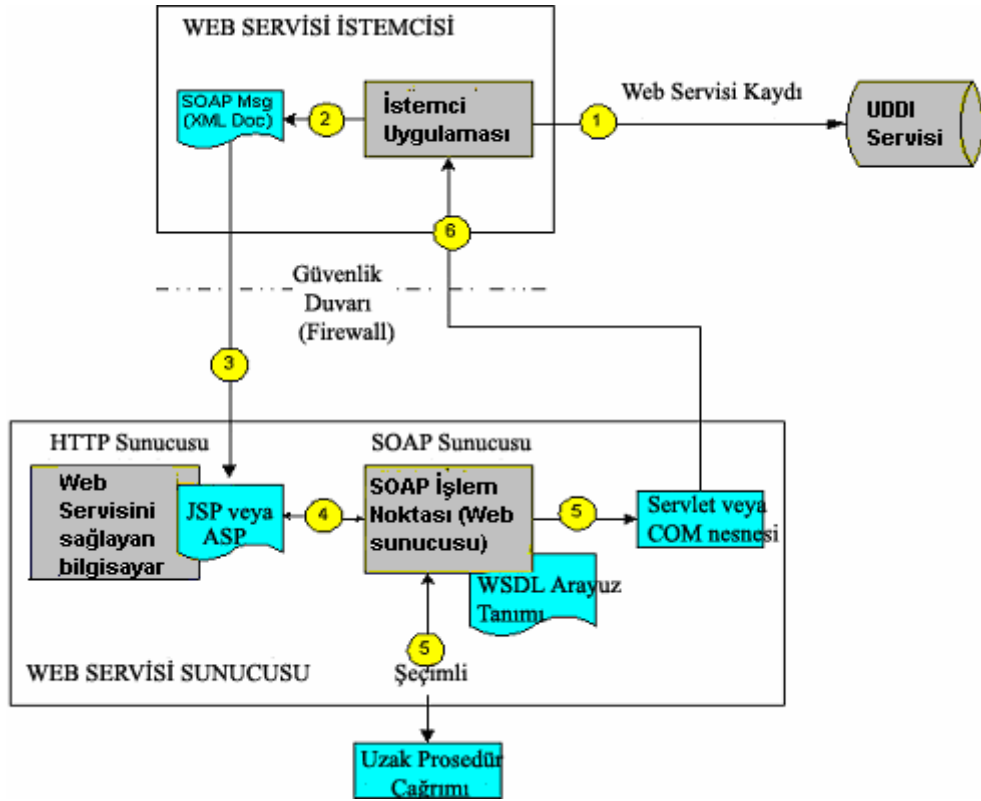 WEB SERVİSİ İSTEMCİSİ
SOAP Msg
(XML Doc)
2
İstemci
Uygulaması
1
Web Servisi Kaydı
UDDI
Servisi
6
Güvenlik
Duvarı
(Firewall)
3
HTTP Sunucusu
SOAP Sunucusu
Web
Servisini
sağlayan
bilgisayar
JSP veya
ASP
4
SOAP İşlem
Noktası (Web
sunucusu)
5
Servlet veya
COM nesnesi
WSDL Arayuz
Tanımı
5
WEB SERVİSİ SUNUCUSU
Şeçimli
Uzak Prosedür
Çağrımı